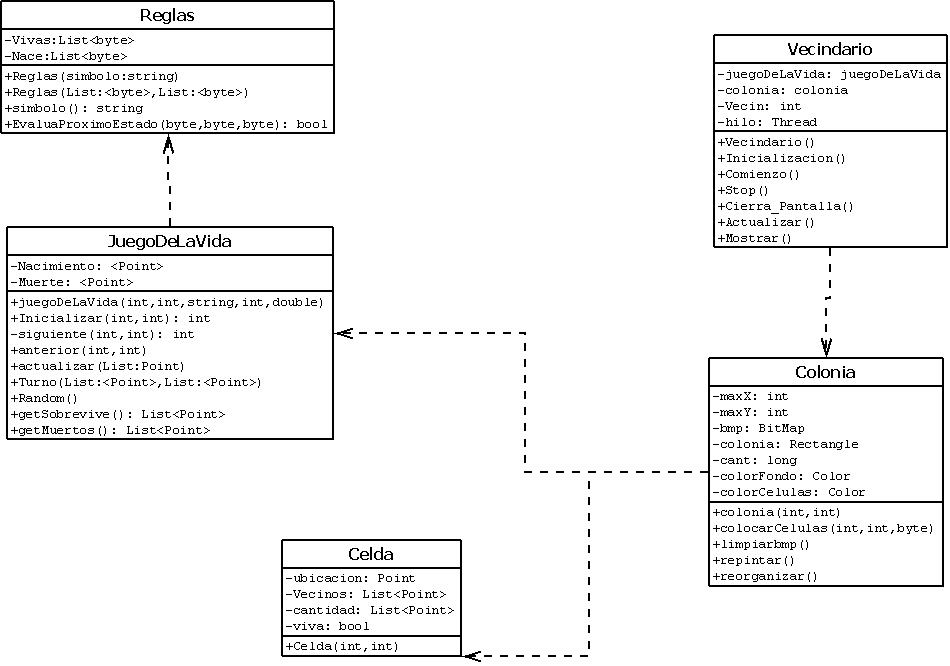 Reglas
-Vivas:List<byte>
-Nace:List<byte>
+Reglas(simbolo:string)
+Reglas(List:<byte>,List:<byte>)
+simbolo(): string
+EvaluaProximoEstado(byte,byte,byte): bool
Vecindario
-juegoDeLaVida: juegoDeLaVida
-colonia: colonia
-Vecin: int
-hilo: Thread
+Vecindario()
+Inicializacion()
+Comienzo()
+Stop()
+Cierra_Pantalla()
+Actualizar()
+Mostrar()
JuegoDeLaVida
-Nacimiento: <Point>
-Muerte: <Point>
+juegoDeLaVida(int,int,string,int,double)
+Inicializar(int,int): int
-siguiente(int,int): int
+anterior(int,int)
+actualizar(List:Point)
+Turno(List:<Point>,List:<Point>)
+Random()
+getSobrevive(): List<Point>
+getMuertos(): List<Point>
Colonia
-maxX: int
-maxY: int
-bmp: BitMap
-colonia: Rectangle
-cant: long
-colorFondo: Color
-colorCelulas: Color
+colonia(int,int)
+colocarCelulas(int,int,byte)
+limpiarbmp()
+repintar()
+reorganizar()
Celda
-ubicacion: Point
-Vecinos: List<Point>
-cantidad: List<Point>
-viva: bool
+Celda(int,int)